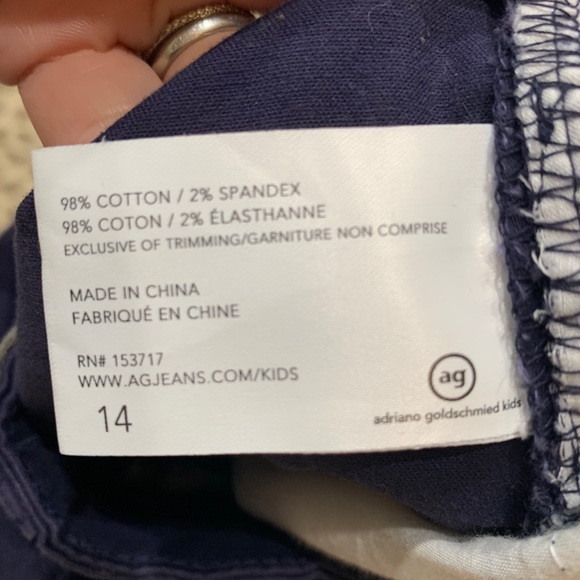 98% COTTON / 2% SPANDEX
98% COTON / 2% ÉLASTHANNE
EXCLUSIVE OF TRIMMING/GARNITURE NON COMPRISE
MADE IN CHINA
FABRIQUÉ EN CHINE
RN# 153717
WWW.AGJEANS.COM/KIDS
14
ag
adriano goldschmied kids